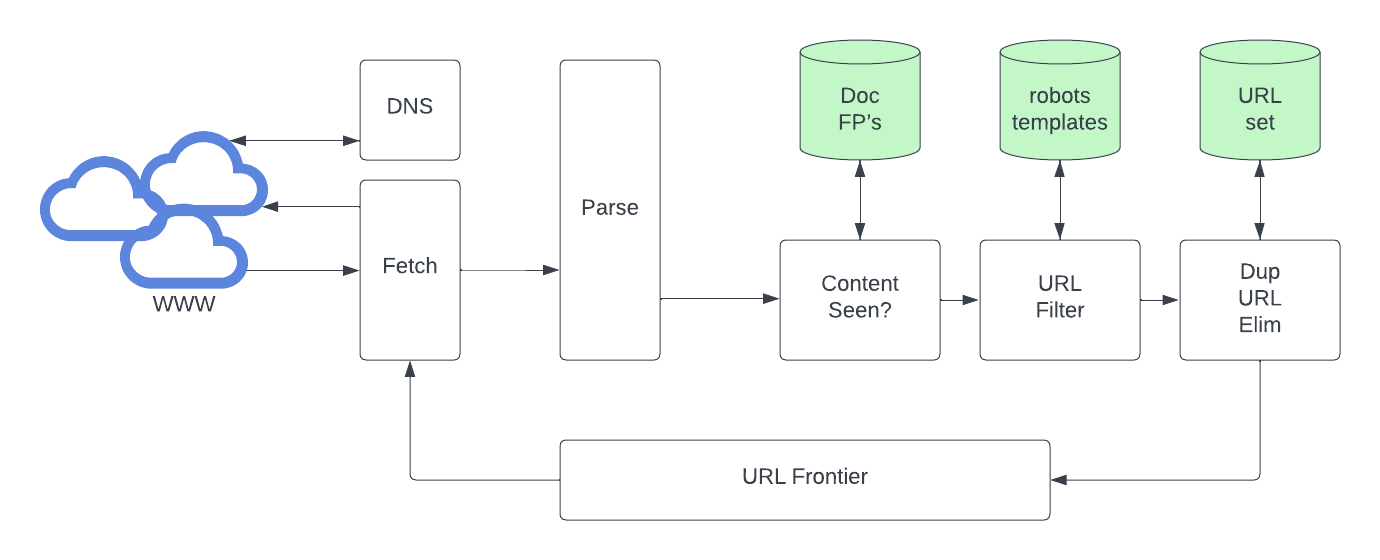 DNS
Doc
FP's
robots
templates
URL
set
Parse
Fetch
Content
Seen?
URL
Filter
Dup
URL
Elim
WWW
URL Frontier